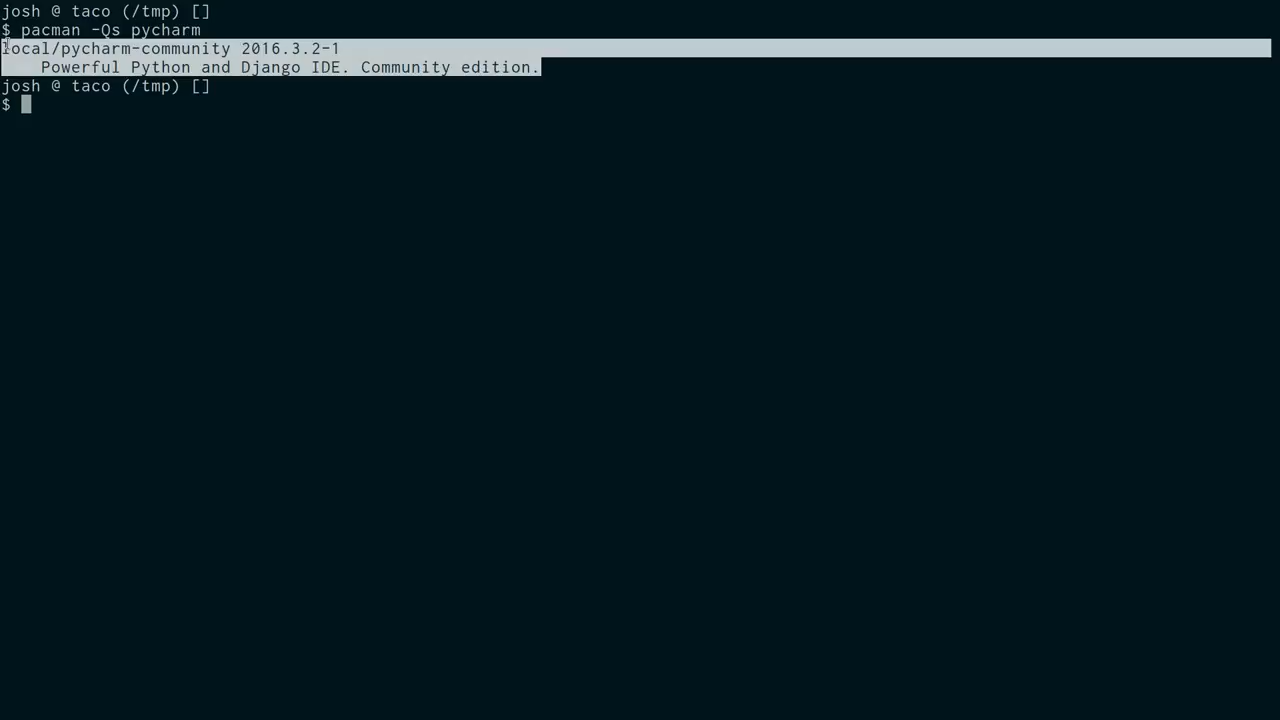 josh @ taco (/tmp) []
$ pacman -Qs pycharm
local/pycharm-community 2016.3.2-1
    Powerful Python and Django IDE. Community edition.
josh @ taco (/tmp) []
$